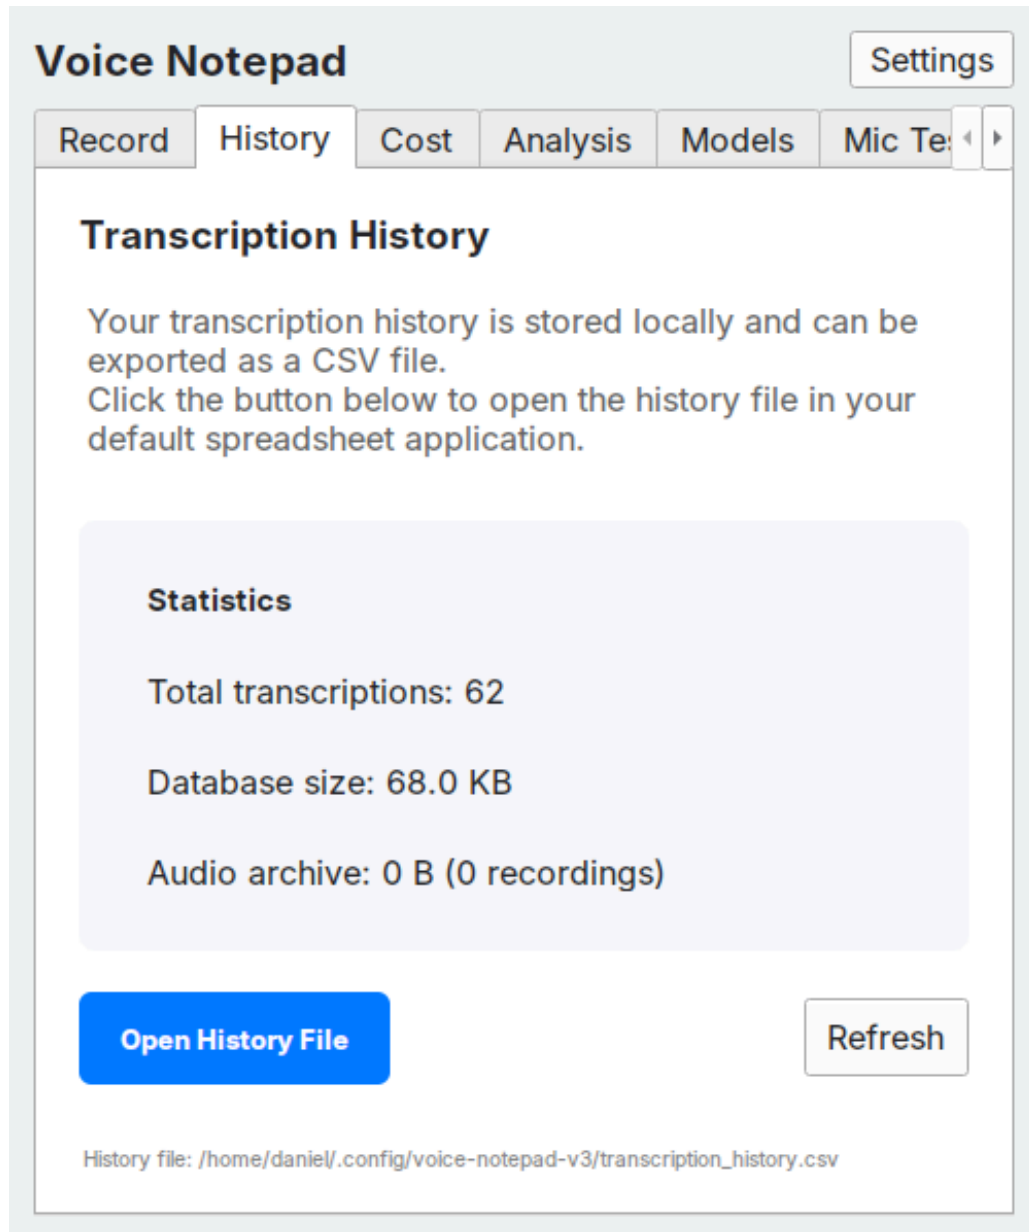 Voice Notepad
Settings
Record
History
Cost
Analysis
Models
Mic Te
Transcription History
Your transcription history is stored locally and can be
exported as a CSV file.
Click the button below to open the history file in your
default spreadsheet application.
Statistics
Total transcriptions: 62
Database size: 68.0 KB
Audio archive: 0 B (0 recordings)
Open History File
Refresh
History file: /home/daniel/.config/voice-notepad-v3/transcription_history.csv